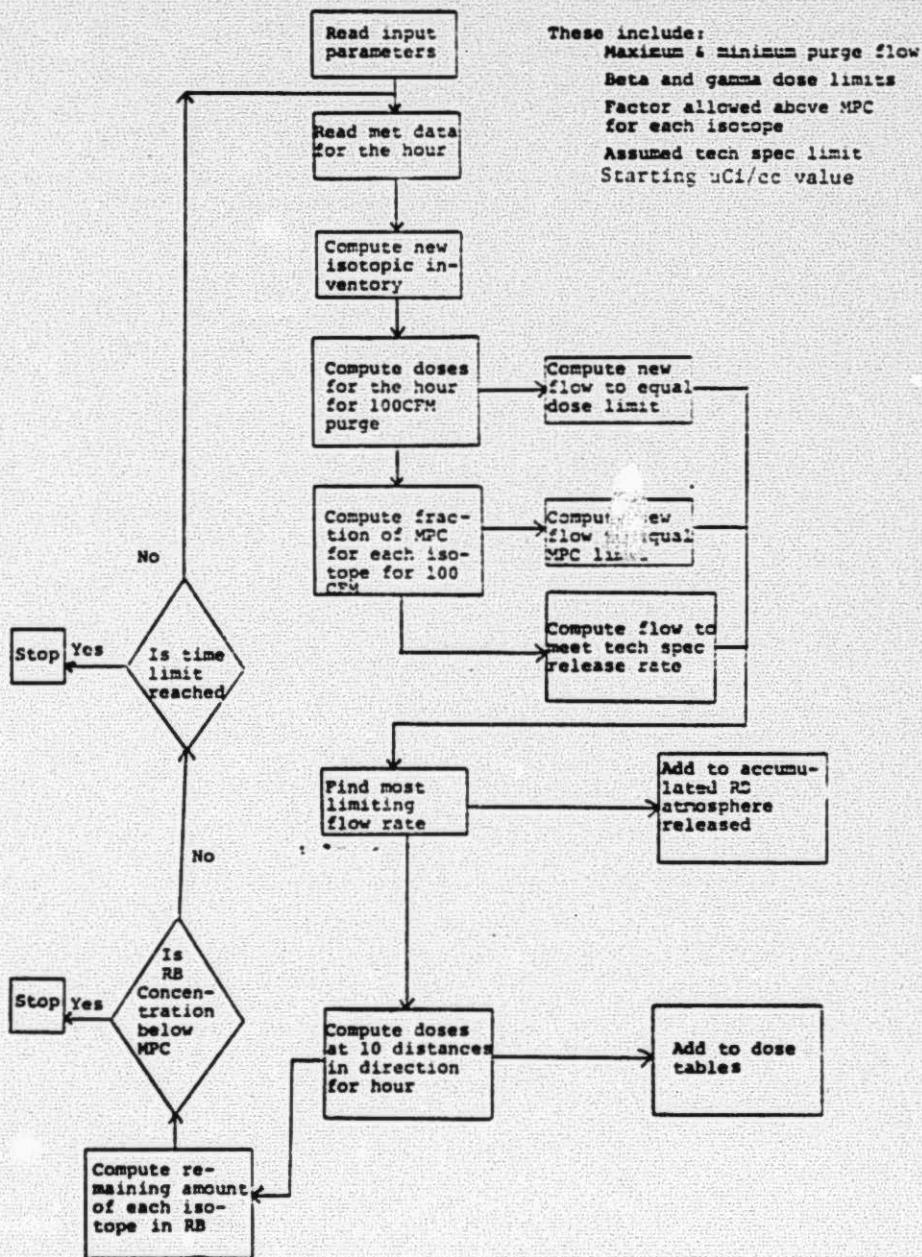 Read input
parameters
These include:
Maximum & minimum purge flow
Beta and gamma dose limits
Factor allowed above MPC
for each isotope
Assumed tech spec limit
Starting uCi/cc value
Read met data
for the hour
Compute new
isotopic in-
ventory
Compute doses
for the hour
for 100CFM
purge
Compute new
flow to equal
dose limit
Compute frac-
tion of MPC
for each iso-
tope for 100
CFM
Compute new
flow equal
MPC limit
Compute flow to
meet tech spec
release rate
No
Stop
Yes
Is time
limit
reached
Find most
limiting
flow rate
Add to accumu-
lated RB
atmosphere
released
No
Stop
Yes
Is
RB
Concen-
tration
below
MPC
Compute doses
at 10 distances
in direction
for hour
Add to dose
tables
Compute re-
maining amount
of each iso-
tope in RB